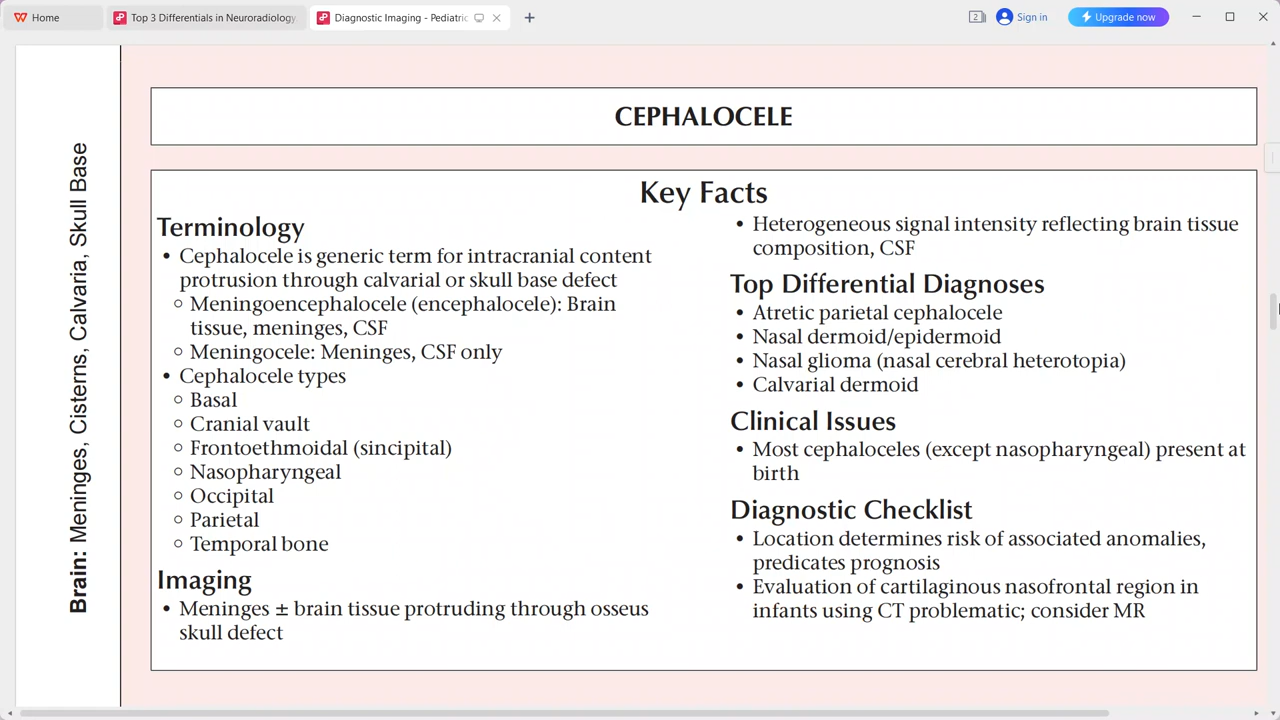 Home
Top 3 Differentials in Neuroradiology
Diagnostic Imaging - Pediatric
2
Sign in
Upgrade now
Brain: Meninges, Cisterns, Calvaria, Skull Base
CEPHALOCELE
Key Facts
Terminology
• Cephalocele is generic term for intracranial content
protrusion through calvarial or skull base defect
○ Meningoencephalocele (encephalocele): Brain
tissue, meninges, CSF
○ Meningocele: Meninges, CSF only
• Cephalocele types
○ Basal
○ Cranial vault
○ Frontoethmoidal (sincipital)
○ Nasopharyngeal
○ Occipital
○ Parietal
○ Temporal bone
Imaging
• Meninges ± brain tissue protruding through osseus
skull defect
• Heterogeneous signal intensity reflecting brain tissue
composition, CSF
Top Differential Diagnoses
• Atretic parietal cephalocele
• Nasal dermoid/epidermoid
• Nasal glioma (nasal cerebral heterotopia)
• Calvarial dermoid
Clinical Issues
• Most cephaloceles (except nasopharyngeal) present at
birth
Diagnostic Checklist
• Location determines risk of associated anomalies,
predicates prognosis
• Evaluation of cartilaginous nasofrontal region in
infants using CT problematic; consider MR